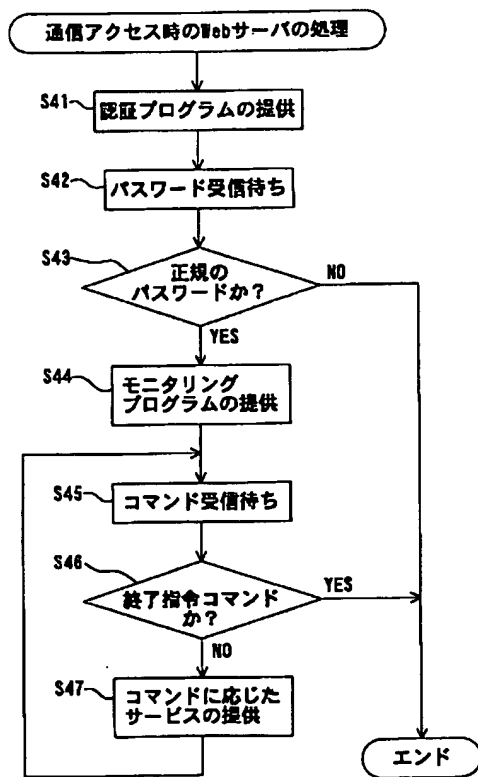 通信アクセス時のWebサーバの処理
S41
認証プログラムの提供
S42
パスワード受信待ち
S43
正規の
パスワードか?
NO
YES
S44
モニタリング
プログラムの提供
S45
コマンド受信待ち
S46
終了指令コマンド
か?
YES
NO
S47
コマンドに応じた
サービスの提供
エンド